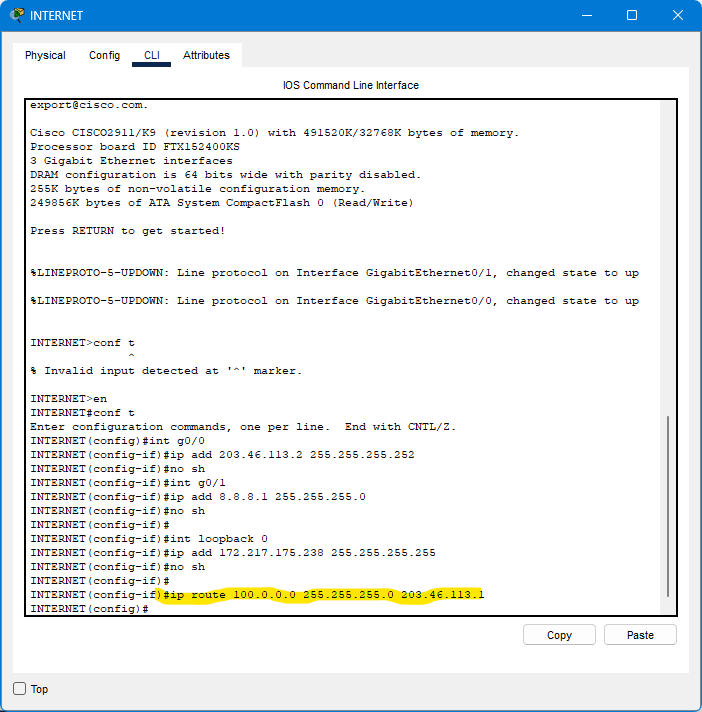 INTERNET
Physical Config CLI Attributes
IOS Command Line Interface
export@cisco.com.
Cisco CISCO2911/K9 (revision 1.0) with 491520K/32768K bytes of memory.
Processor board ID FTX152400KS
3 Gigabit Ethernet interfaces
DRAM configuration is 64 bits wide with parity disabled.
255K bytes of non-volatile configuration memory.
249856K bytes of ATA System CompactFlash 0 (Read/Write)
Press RETURN to get started!
%LINEPROTO-5-UPDOWN: Line protocol on Interface GigabitEthernet0/1, changed state to up
%LINEPROTO-5-UPDOWN: Line protocol on Interface GigabitEthernet0/0, changed state to up
INTERNET>conf t
^
% Invalid input detected at '^' marker.
INTERNET>en
INTERNET#conf t
Enter configuration commands, one per line.  End with CNTL/Z.
INTERNET(config)#int g0/0
INTERNET(config-if)#ip add 203.46.113.2 255.255.255.252
INTERNET(config-if)#no sh
INTERNET(config-if)#int g0/1
INTERNET(config-if)#ip add 8.8.8.1 255.255.255.0
INTERNET(config-if)#no sh
INTERNET(config-if)#
INTERNET(config-if)#int loopback 0
INTERNET(config-if)#ip add 172.217.175.238 255.255.255.255
INTERNET(config-if)#no sh
INTERNET(config-if)#
INTERNET(config-if)#ip route 100.0.0.0 255.255.255.0 203.46.113.1
INTERNET(config)#
Copy Paste
Top